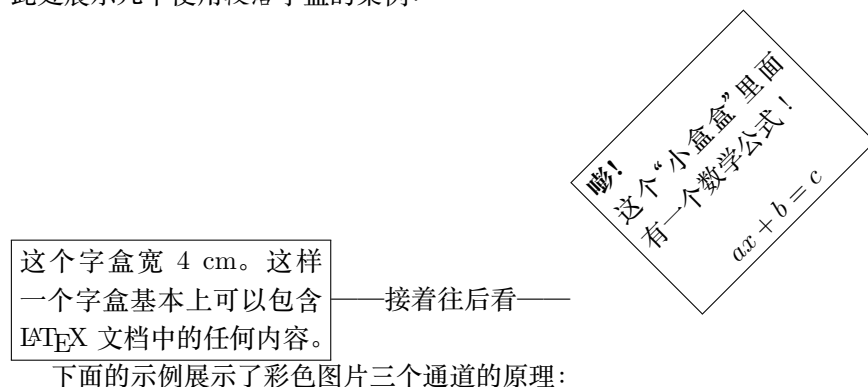 这个字盒宽 4 cm。这样
一个字盒基本上可以包含
LATEX 文档中的任何内容。
——接着往后看——
嘭！
这个“小盒盒”里面
有一个数学公式！
ax + b = c
下面的示例展示了彩色图片三个通道的原理：